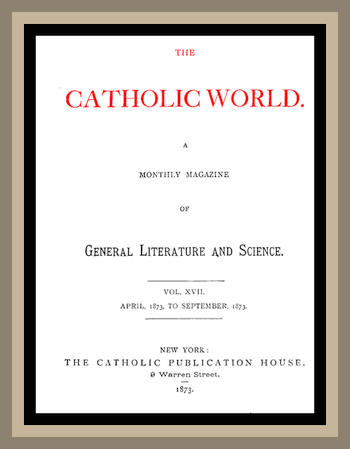 THE
CATHOLIC WORLD.
A
MONTHLY MAGAZINE
OF
GENERAL LITERATURE AND SCIENCE.
VOL. XVII.
APRIL, 1873, TO SEPTEMBER, 1873.
NEW YORK:
THE CATHOLIC PUBLICATION HOUSE,
9 Warren Street.
1873.